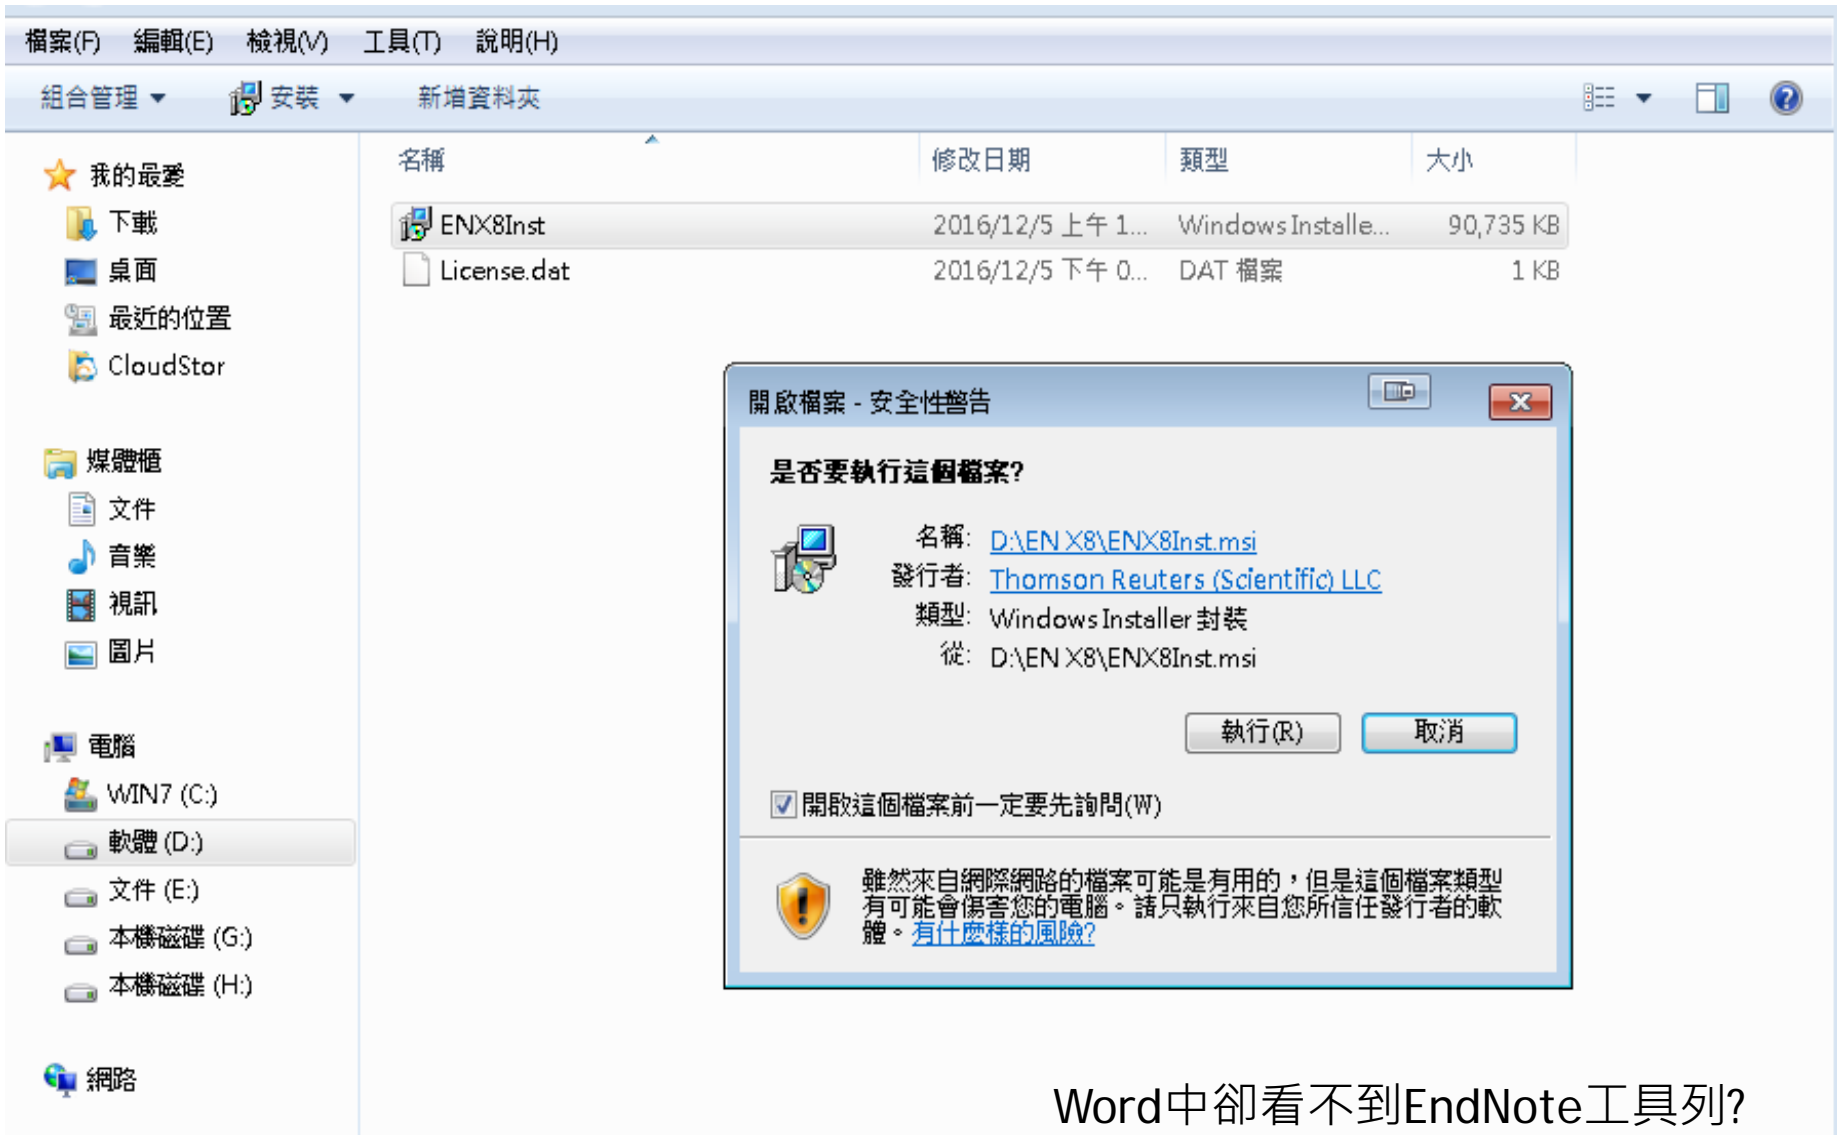 檔案(F) 編輯(E) 檢視(V) 工具(T) 說明(H)
組合管理 安裝 新增資料夾
名稱 修改日期 類型 大小
我的最愛
下載
桌面
最近的位置
CloudStor
媒體櫃
文件
音樂
視訊
圖片
電腦
WIN7 (C:)
軟體 (D:)
文件 (E:)
本機磁碟 (G:)
本機磁碟 (H:)
網路
ENX8Inst 2016/12/5 上午 1... Windows Installe... 90,735 KB
License.dat 2016/12/5 下午 0... DAT 檔案 1 KB
開啟檔案 - 安全性警告
是否要執行這個檔案?
名稱: D:\EN X8\ENX8Inst.msi
發行者: Thomson Reuters (Scientific) LLC
類型: Windows Installer 封裝
從: D:\EN X8\ENX8Inst.msi
執行(R) 取消
開啟這個檔案前一定要先詢問(W)
雖然來自網際網路的檔案可能是有用的，但是這個檔案類型
有可能會傷害您的電腦。請只執行來自您所信任發行者的軟
體。有什麼樣的風險?
Word中卻看不到EndNote工具列?